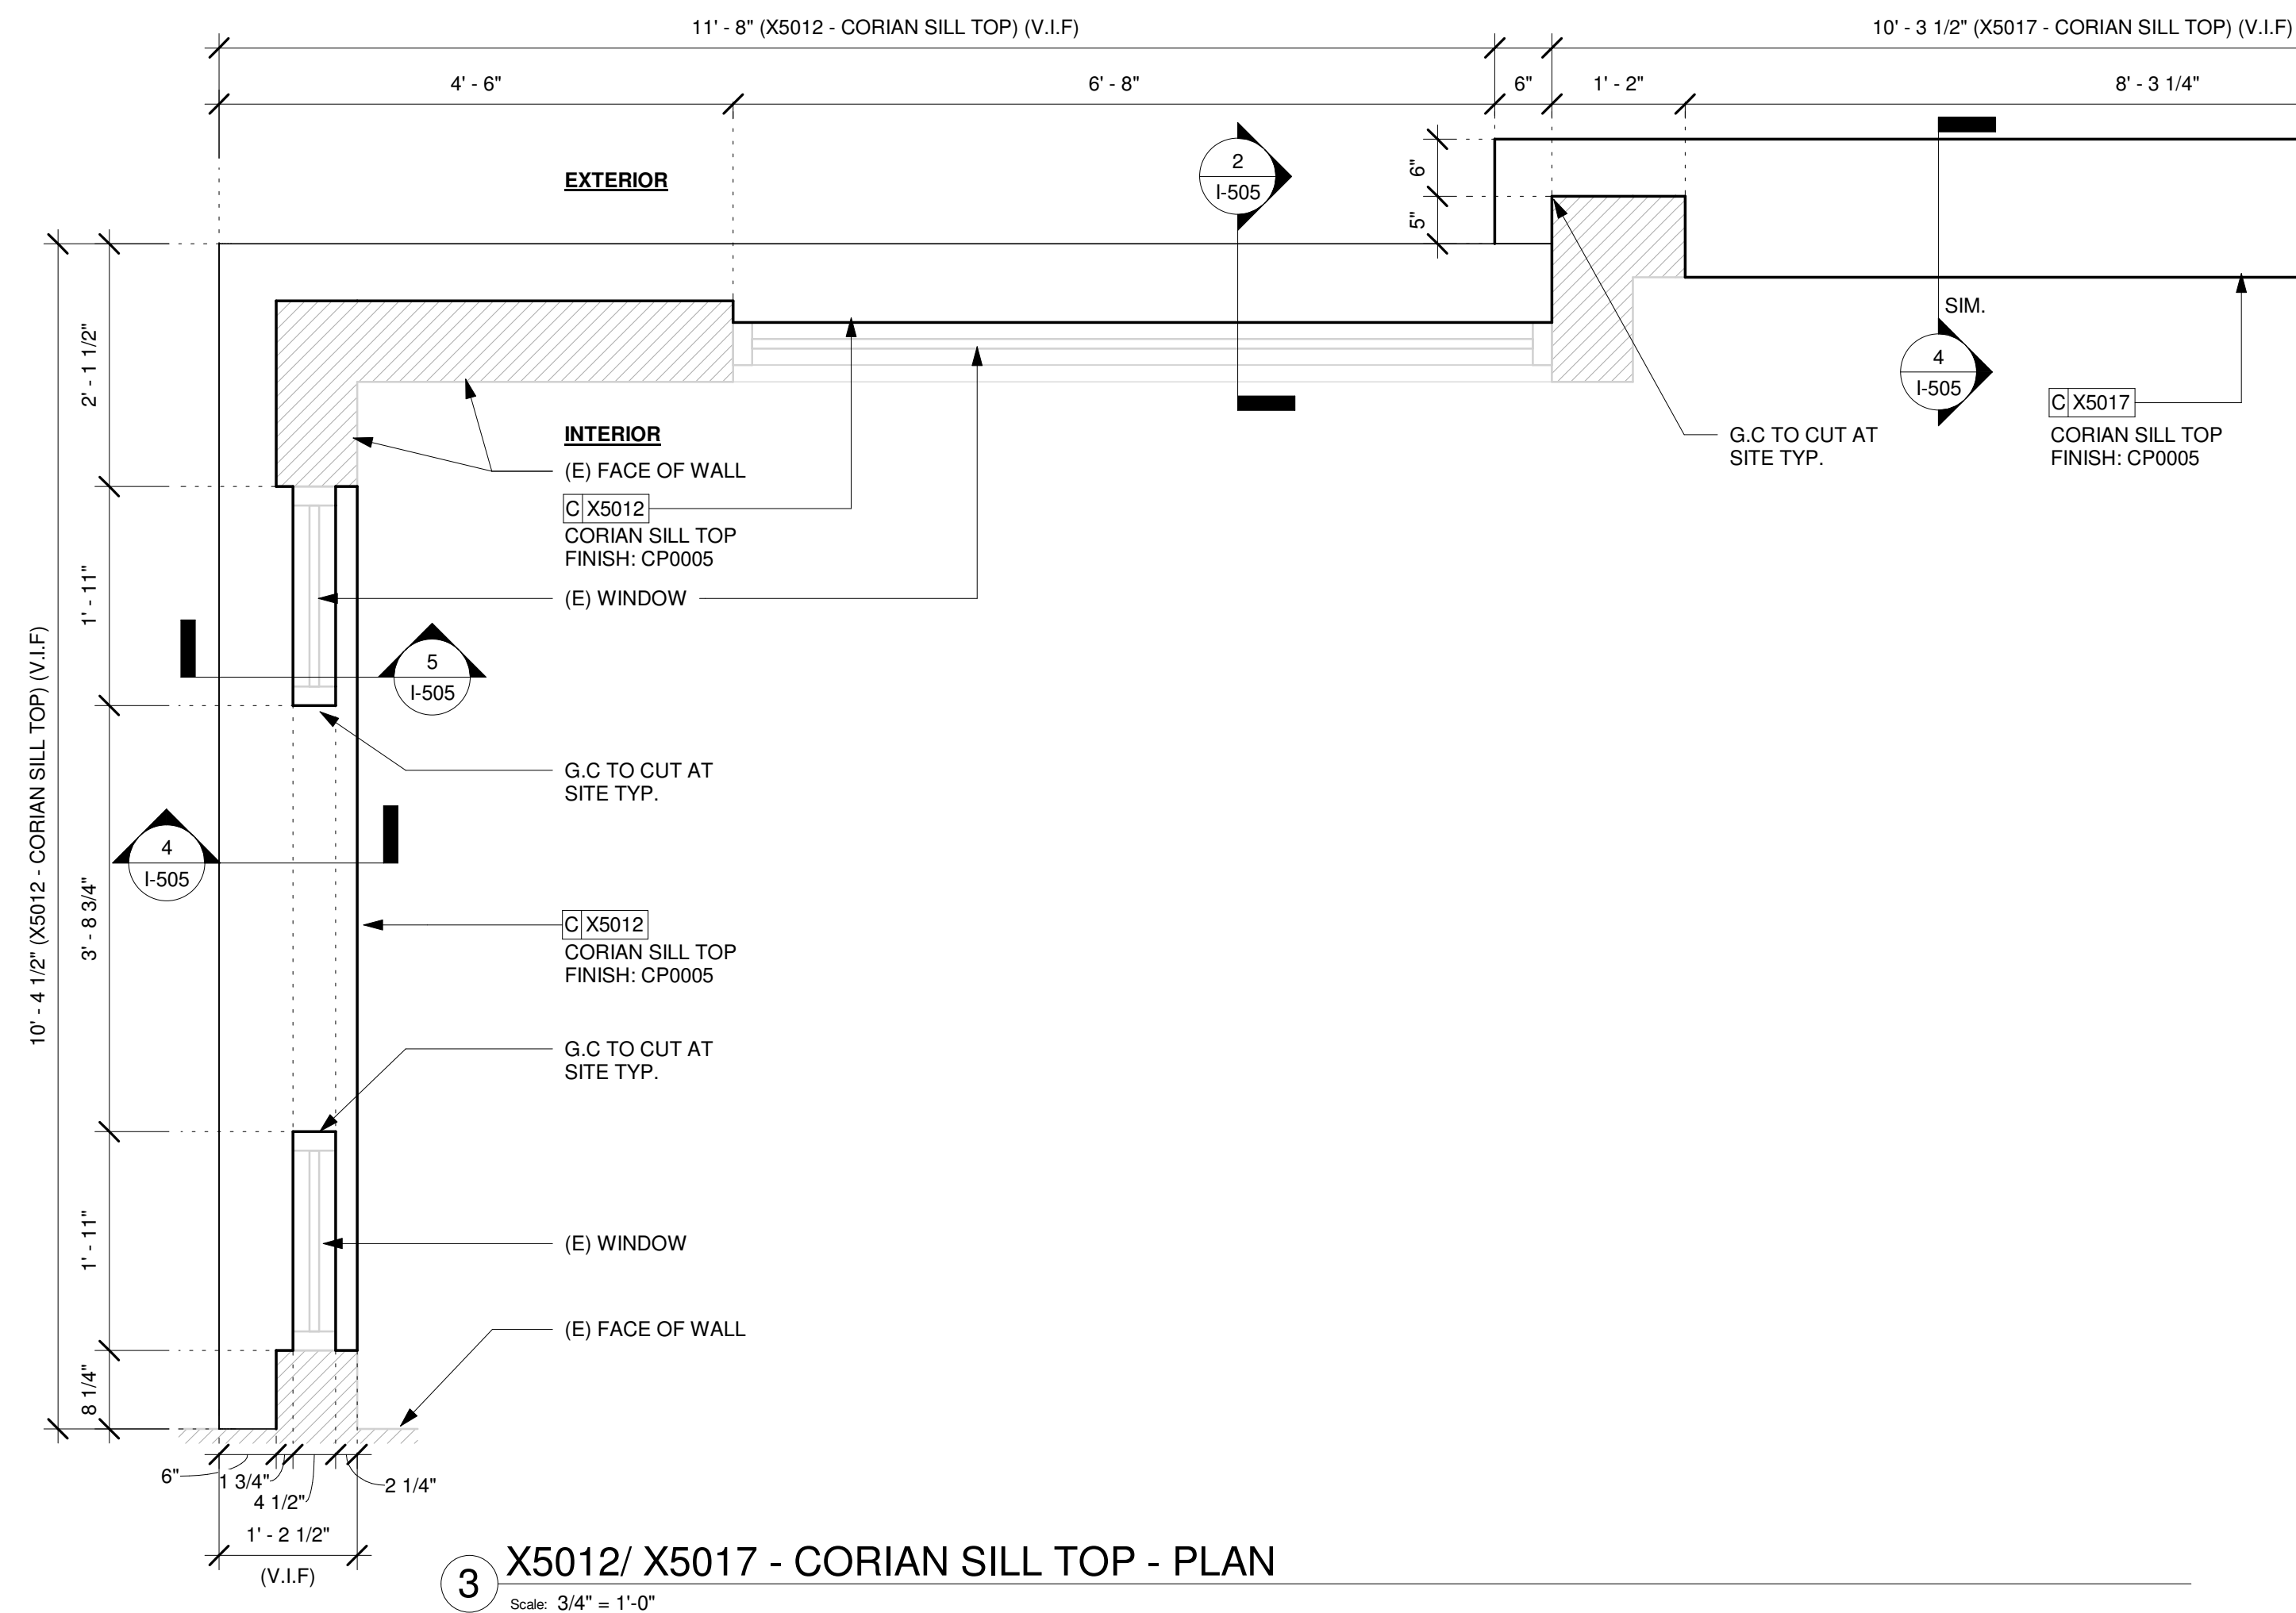 11' - 8" (X5012 - CORIAN SILL TOP) (V.I.F)
10' - 3 1/2" (X5017 - CORIAN SILL TOP) (V.I.F)
4' - 6"
6' - 8"
6"
1' - 2"
8' - 3 1/4"
EXTERIOR
2
I-505
6"
5"
SIM.
4
I-505
C X5017
CORIAN SILL TOP
FINISH: CP0005
G.C TO CUT AT
SITE TYP.
INTERIOR
(E) FACE OF WALL
C X5012
CORIAN SILL TOP
FINISH: CP0005
(E) WINDOW
10' - 4 1/2" (X5012 - CORIAN SILL TOP) (V.I.F)
2' - 1 1/2"
1' - 11"
3' - 8 3/4"
1' - 11"
8 1/4"
5
I-505
G.C TO CUT AT
SITE TYP.
4
I-505
C X5012
CORIAN SILL TOP
FINISH: CP0005
G.C TO CUT AT
SITE TYP.
(E) WINDOW
(E) FACE OF WALL
6"
1 3/4"
4 1/2"
2 1/4"
1' - 2 1/2"
(V.I.F)
3
X5012/ X5017 - CORIAN SILL TOP - PLAN
Scale: 3/4" = 1'-0"